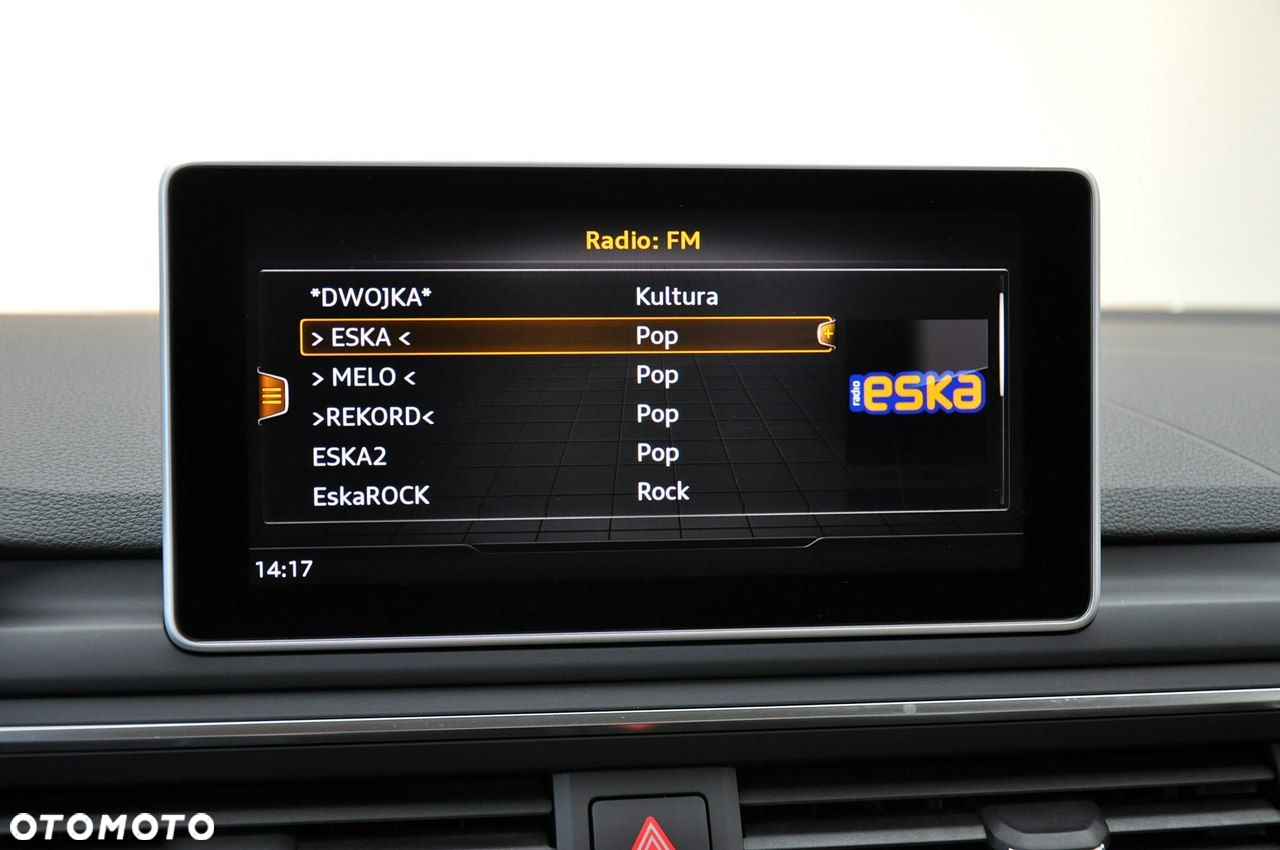 Radio: FM
*DWOJKA* Kultura
> ESKA < Pop
> MELO < Pop
>REKORD< Pop
ESKA2 Pop
EskaROCK Rock
radio eska
14:17
OTOMOTO